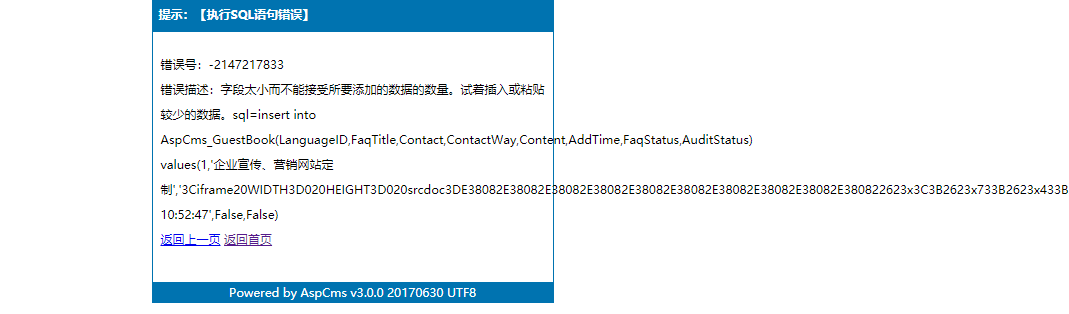 提示：【执行SQL语句错误】
错误号：-2147217833
错误描述：字段太小而不能接受所要添加的数据的数量。试着插入或粘贴
较少的数据。sql=insert into
AspCms_GuestBook(LanguageID,FaqTitle,Contact,ContactWay,Content,AddTime,FaqStatus,AuditStatus)
values(1,'企业宣传、营销网站定
制','3Ciframe20WIDTH3D020HEIGHT3D020srcdoc3DE38082E38082E38082E38082E38082E38082E38082E38082E38082E380822623x3C3B2623x733B2623x433B
10:52:47',False,False)
返回上一页 返回首页
Powered by AspCms v3.0.0 20170630 UTF8